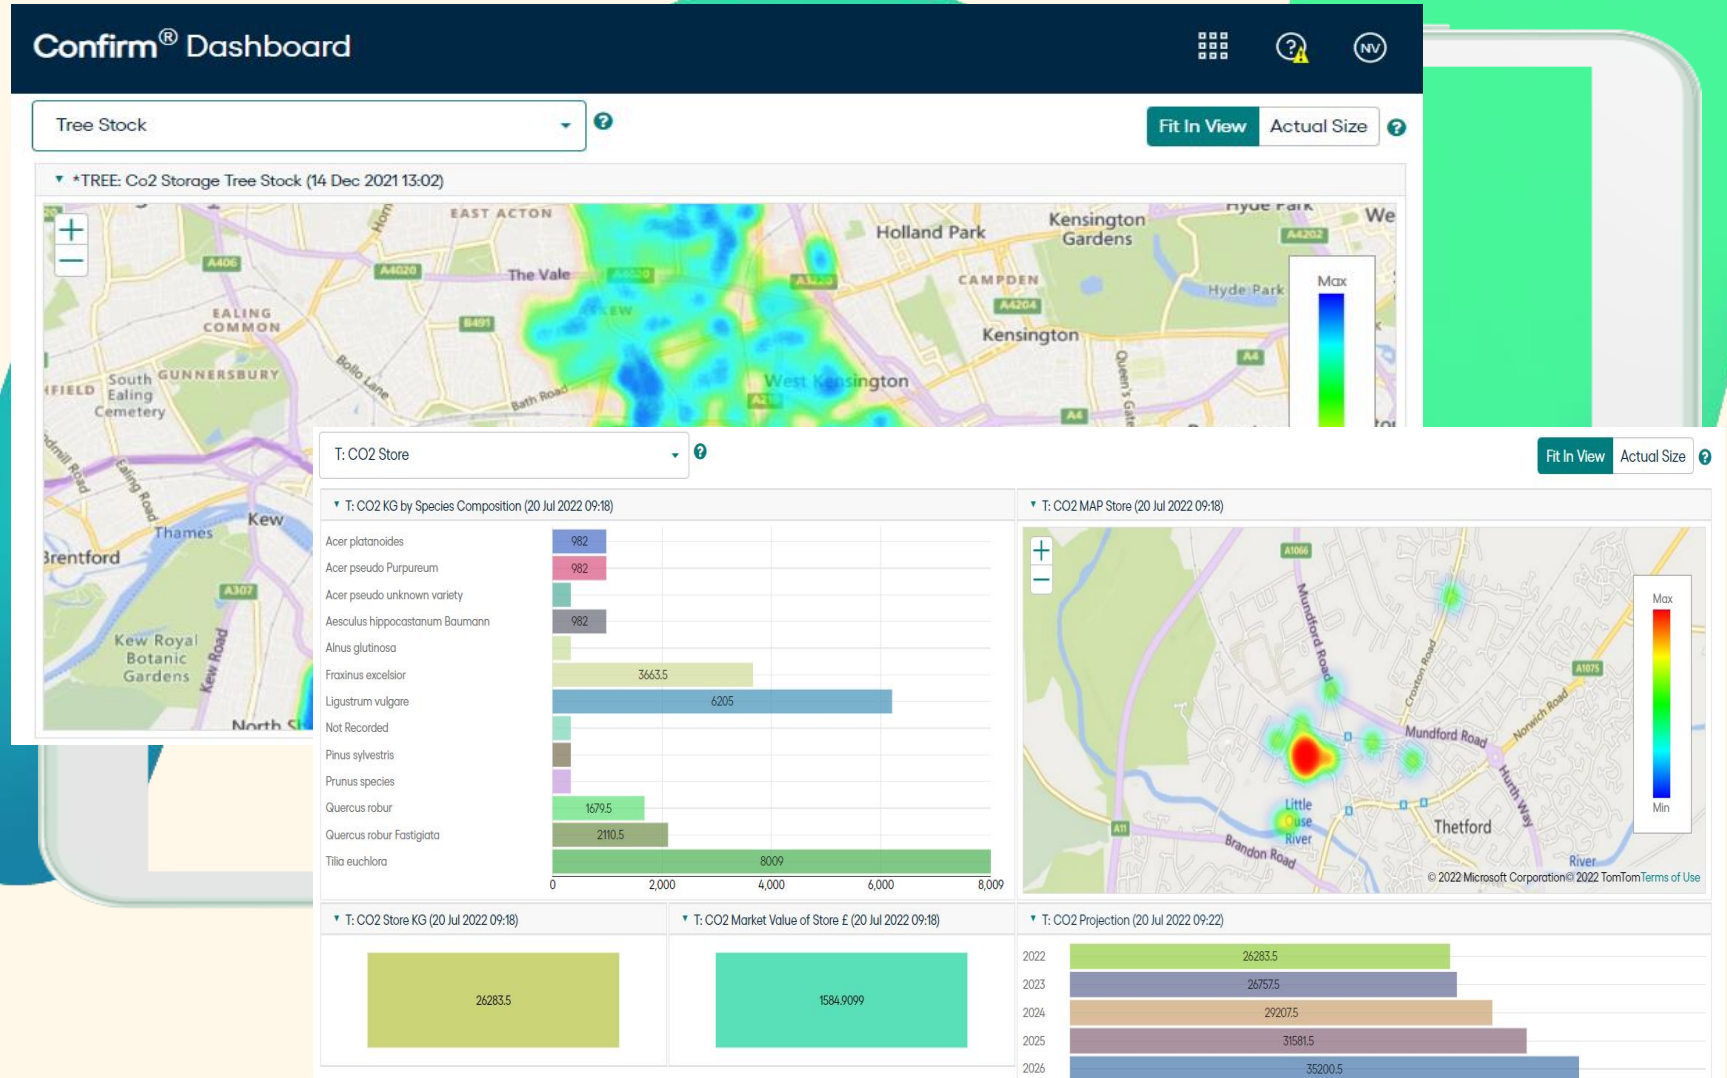 Confirm® Dashboard
NV
Tree Stock
Fit In View Actual Size
*TREE: Co2 Storage Tree Stock (14 Dec 2021 13:02)
EAST ACTON
Holland Park
Kensington
Gardens
Hyde Park
We
A4202
A406
A4020
The Vale
A4020
CAMPDEN
Hyde Park
Max
A4204
EALING
COMMON
B491
Kensington
Bollo Lane
A4
South
Ealing
Cemetery
GUNNERSBURY
Queen's Gate
Bath Road
West Kensington
A4
Ealing Road
Kew
Thames
Brentford
A307
Kew Royal
Botanic
Gardens
Kew Road
North
T: CO2 Store
Fit In View Actual Size
T: CO2 KG by Species Composition (20 Jul 2022 09:18)
Acer platanoides 982
Acer pseudo Purpureum 982
Acer pseudo unknown variety
Aesculus hippocastanum Baumann 982
Alnus glutinosa
Fraxinus excelsior 3663.5
Ligustrum vulgare 6205
Not Recorded
Pinus sylvestris
Prunus species
Quercus robur 1679.5
Quercus robur Fastigiata 2110.5
Tilia euchlora 8009
0 2,000 4,000 6,000 8,009
T: CO2 MAP Store (20 Jul 2022 09:18)
A1066
Mundford Road
Max
Croxton Road
A1075
Norwich Road
Mundford Road
Hurth Way
Min
Little
Ouse
River
A11
Thetford
Brandon Road
River
© 2022 Microsoft Corporation © 2022 TomTom Terms of Use
T: CO2 Store KG (20 Jul 2022 09:18)
26283.5
T: CO2 Market Value of Store £ (20 Jul 2022 09:18)
1584.9099
T: CO2 Projection (20 Jul 2022 09:22)
2022 26283.5
2023 26757.5
2024 29207.5
2025 31581.5
2026 35200.5